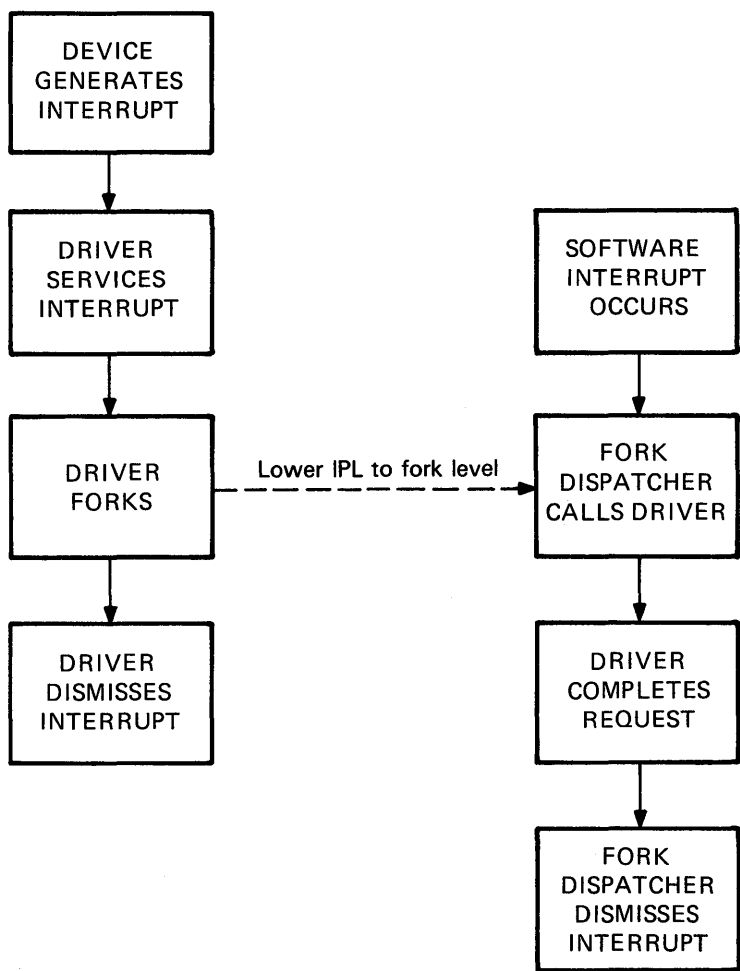 DEVICE
GENERATES
INTERRUPT
DRIVER
SERVICES
INTERRUPT
DRIVER
FORKS
DRIVER
DISMISSES
INTERRUPT
Lower IPL to fork level
SOFTWARE
INTERRUPT
OCCURS
FORK
DISPATCHER
CALLS DRIVER
DRIVER
COMPLETES
REQUEST
FORK
DISPATCHER
DISMISSES
INTERRUPT